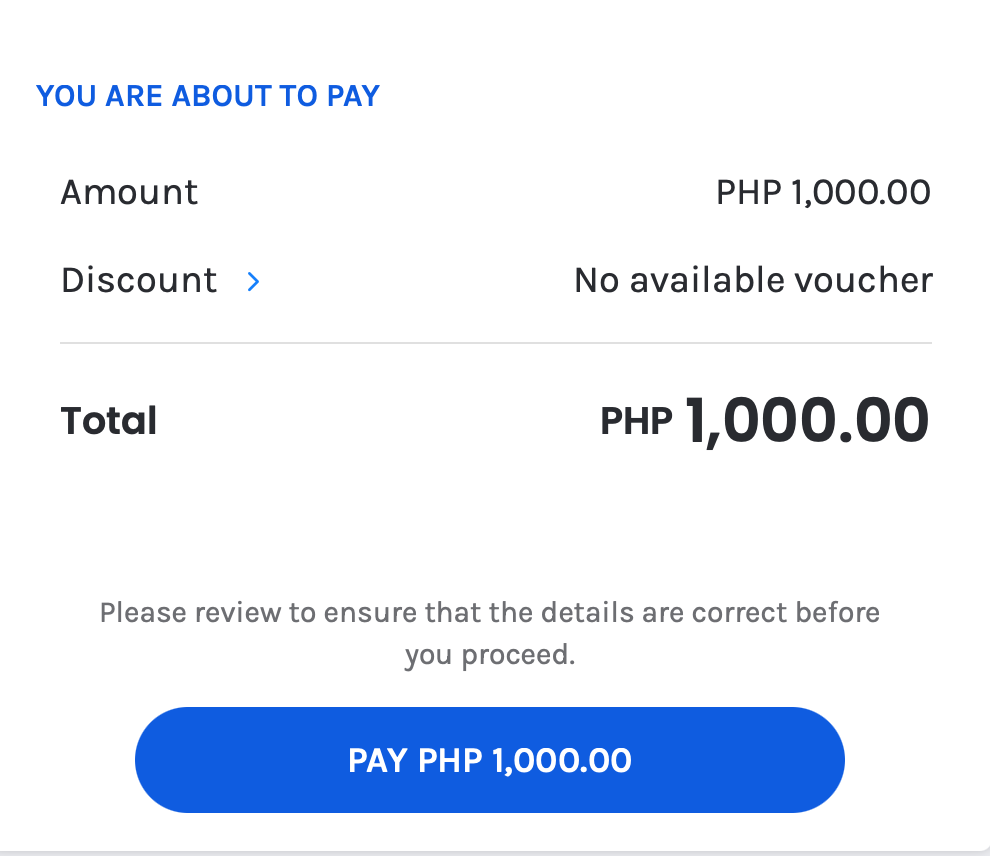 YOU ARE ABOUT TO PAY
Amount PHP 1,000.00
Discount No available voucher
Total PHP 1,000.00
Please review to ensure that the details are correct before
you proceed.
PAY PHP 1,000.00